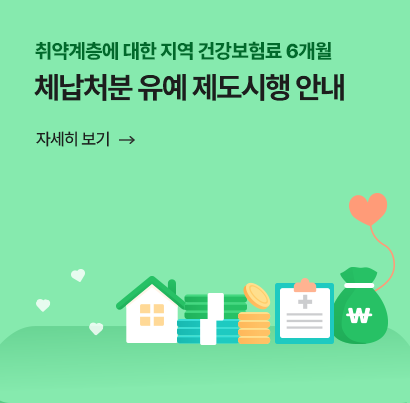 취약계층에 대한 지역 건강보험료 6개월
체납처분 유예 제도시행 안내
자세히 보기 →
₩